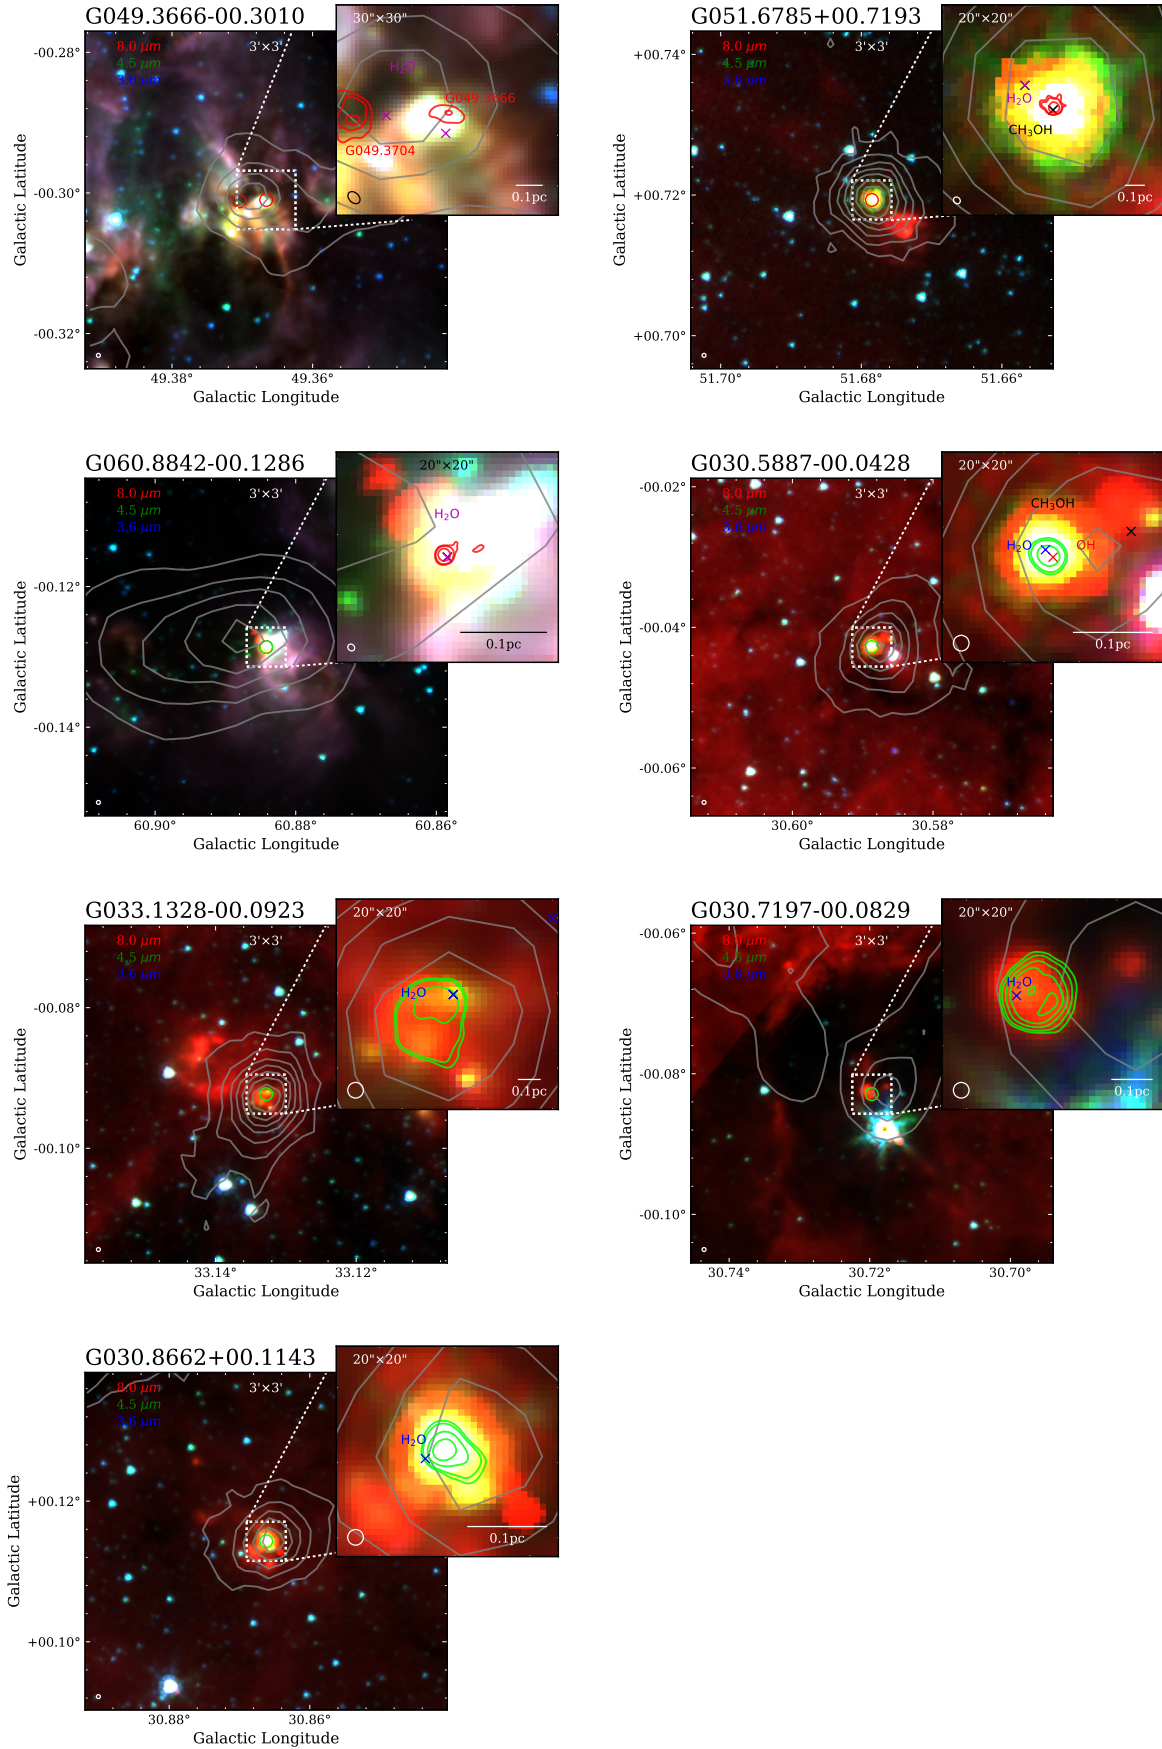 G049.3666-00.3010
8.0 μm
4.5 μm
3.6 μm
3'×3'
30"×30"
H₂O
G049.3666
G049.3704
0.1pc
-00.28°
-00.30°
-00.32°
49.38°
49.36°
Galactic Latitude
Galactic Longitude
G051.6785+00.7193
8.0 μm
4.5 μm
3.6 μm
3'×3'
20"×20"
H₂O
CH₃OH
0.1pc
+00.74°
+00.72°
+00.70°
51.70°
51.68°
51.66°
Galactic Latitude
Galactic Longitude
G060.8842-00.1286
8.0 μm
4.5 μm
3.6 μm
3'×3'
20"×20"
H₂O
0.1pc
-00.12°
-00.14°
60.90°
60.88°
60.86°
Galactic Latitude
Galactic Longitude
G030.5887-00.0428
8.0 μm
4.5 μm
3.6 μm
3'×3'
20"×20"
CH₃OH
H₂O
OH
0.1pc
-00.02°
-00.04°
-00.06°
30.60°
30.58°
Galactic Latitude
Galactic Longitude
G033.1328-00.0923
8.0 μm
4.5 μm
3.6 μm
3'×3'
20"×20"
H₂O
0.1pc
-00.08°
-00.10°
33.14°
33.12°
Galactic Latitude
Galactic Longitude
G030.7197-00.0829
8.0 μm
4.5 μm
3.6 μm
3'×3'
20"×20"
H₂O
0.1pc
-00.06°
-00.08°
-00.10°
30.74°
30.72°
30.70°
Galactic Latitude
Galactic Longitude
G030.8662+00.1143
8.0 μm
4.5 μm
3.6 μm
3'×3'
20"×20"
H₂O
0.1pc
+00.12°
+00.10°
30.88°
30.86°
Galactic Latitude
Galactic Longitude